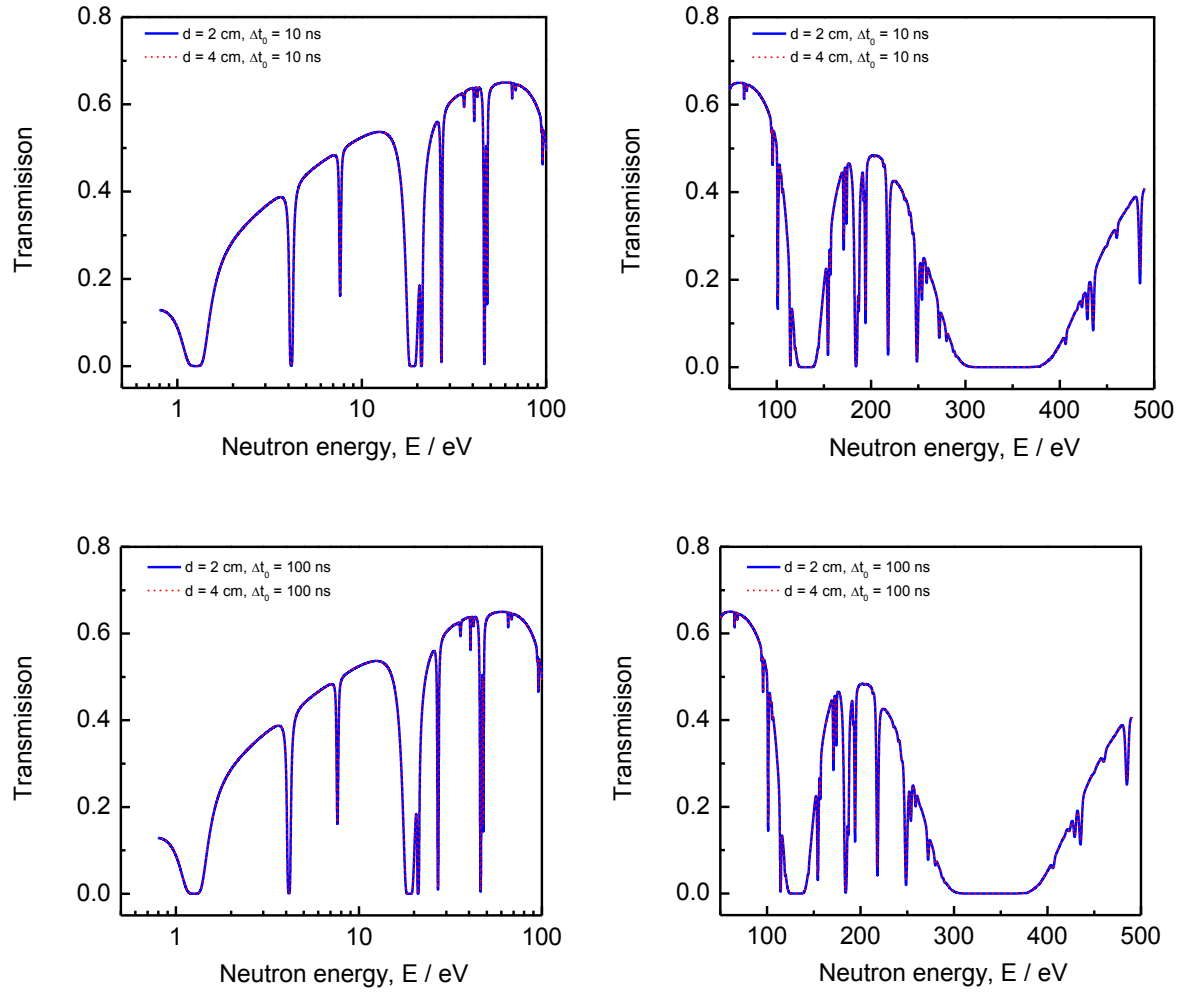 0.8
d = 2 cm, Δt₀ = 10 ns
d = 4 cm, Δt₀ = 10 ns
0.6
0.4
0.2
0.0
Transmisison
1
10
100
Neutron energy, E / eV
0.8
d = 2 cm, Δt₀ = 10 ns
d = 4 cm, Δt₀ = 10 ns
0.6
0.4
0.2
0.0
Transmisison
100
200
300
400
500
Neutron energy, E / eV
0.8
d = 2 cm, Δt₀ = 100 ns
d = 4 cm, Δt₀ = 100 ns
0.6
0.4
0.2
0.0
Transmisison
1
10
100
Neutron energy, E / eV
0.8
d = 2 cm, Δt₀ = 100 ns
d = 4 cm, Δt₀ = 100 ns
0.6
0.4
0.2
0.0
Transmisison
100
200
300
400
500
Neutron energy, E / eV